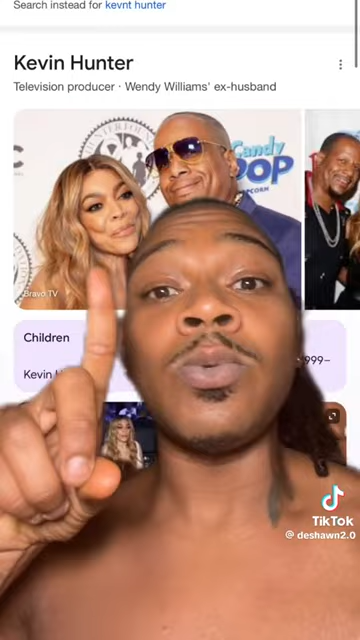 Search instead for kevnt hunter
Kevin Hunter
Television producer · Wendy Williams' ex-husband
Candy
POP
POPCORN
Bravo TV
Children
Kevin
999–
TikTok
@ deshawn2.0